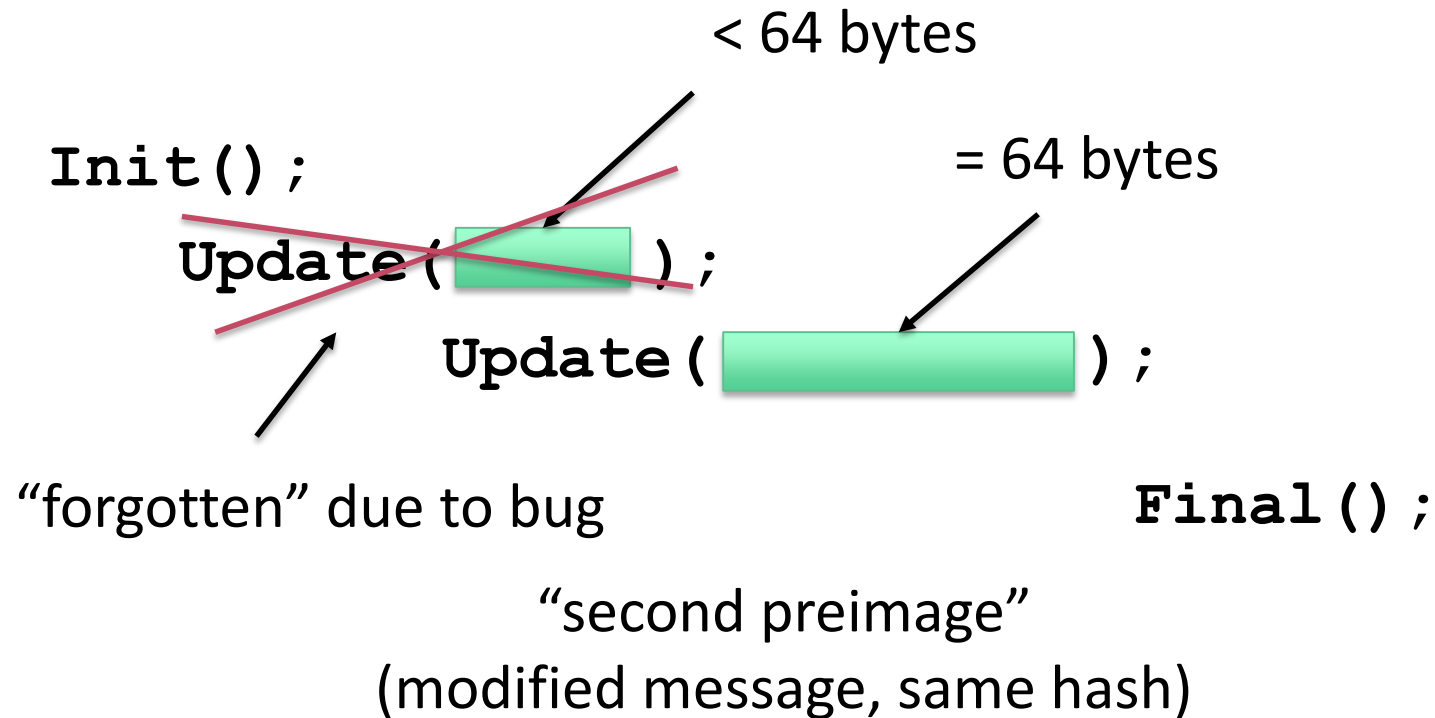 < 64 bytes
Init();
= 64 bytes
Update( );
Update( );
“forgotten” due to bug
Final();
“second preimage”
(modified message, same hash)